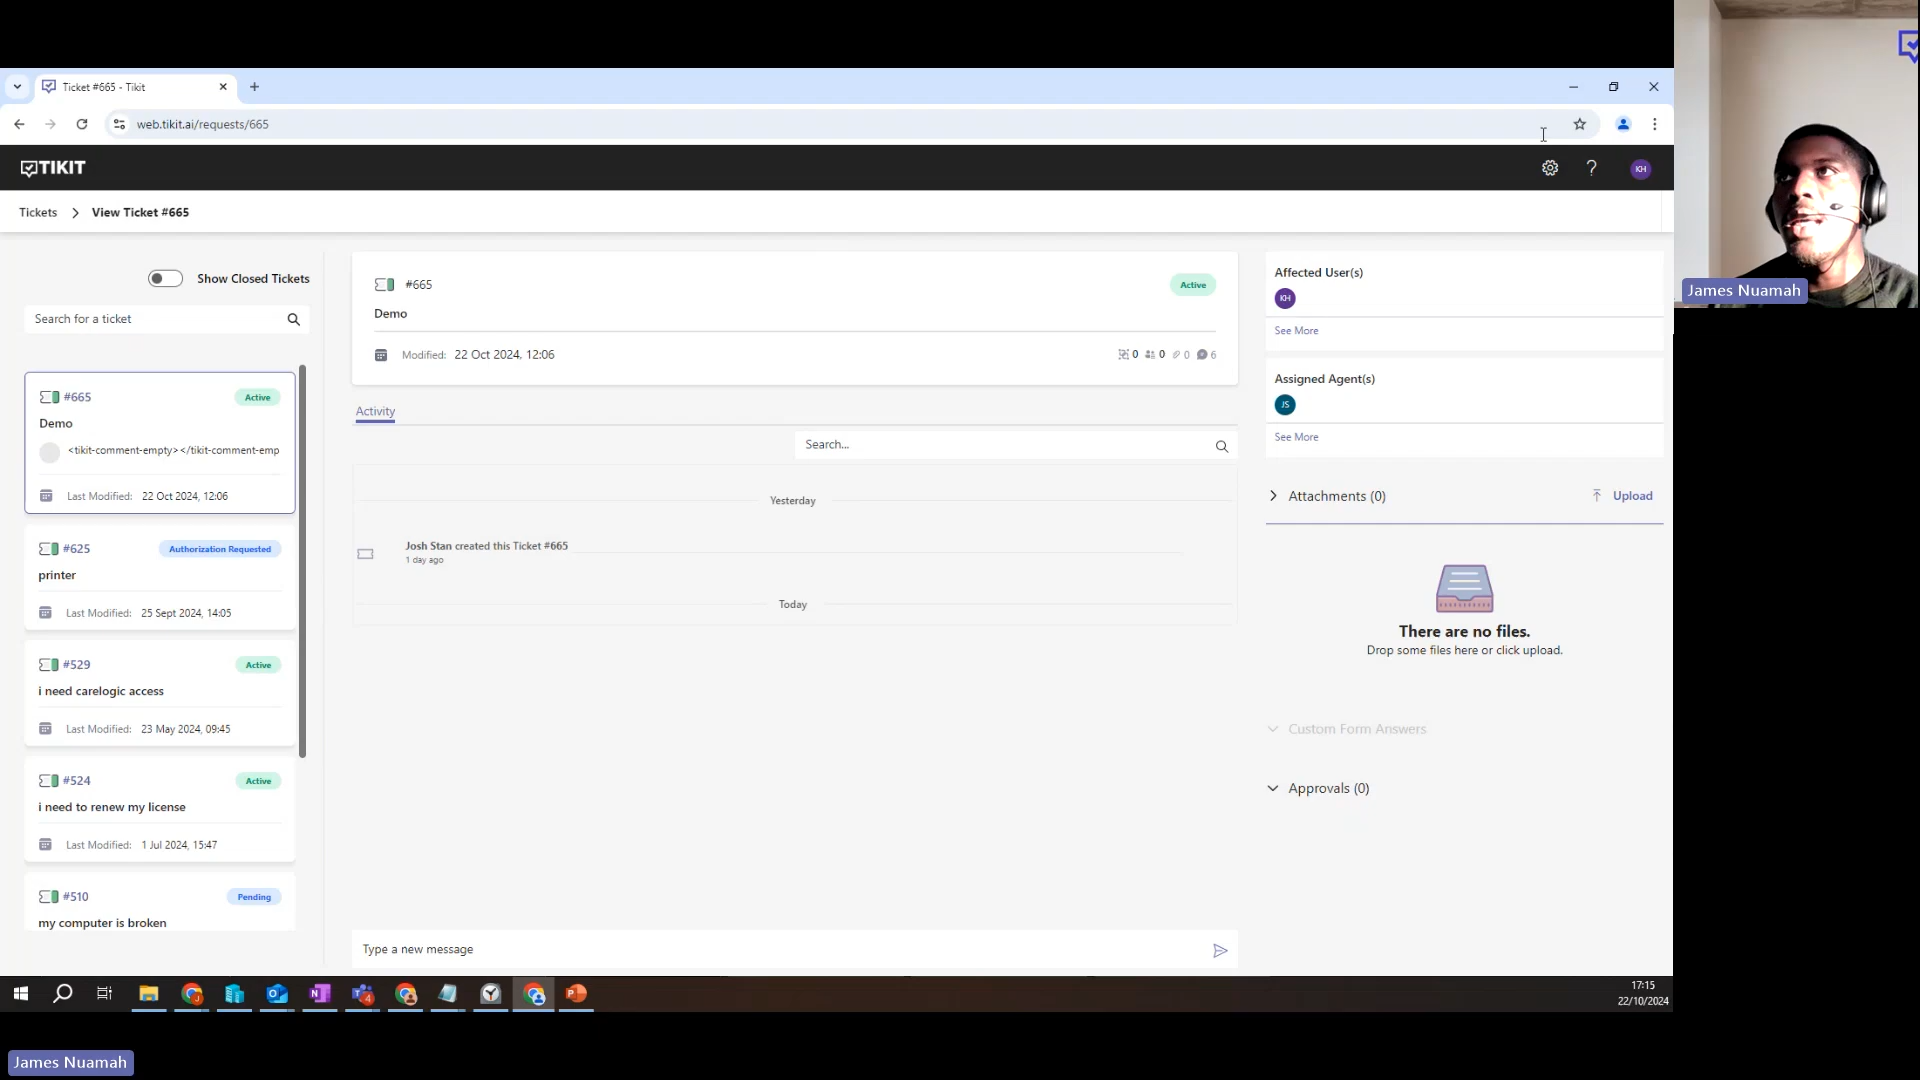 Ticket #665 - Tikit
web.tikit.ai/requests/665
TIKIT
KH
Tickets
View Ticket #665
Show Closed Tickets
Search for a ticket
#665
Active
Demo
<tikit-comment-empty></tikit-comment-emp
Last Modified: 22 Oct 2024, 12:06
#625
Authorization Requested
printer
Last Modified: 25 Sept 2024, 14:05
#529
Active
i need carelogic access
Last Modified: 23 May 2024, 09:45
#524
Active
i need to renew my license
Last Modified: 1 Jul 2024, 15:47
#510
Pending
my computer is broken
#665
Active
Demo
Modified: 22 Oct 2024, 12:06
0 0 0 6
Activity
Search...
Yesterday
Josh Stan created this Ticket #665
1 day ago
Today
Type a new message
Affected User(s)
KH
See More
Assigned Agent(s)
JS
See More
Attachments (0)
Upload
There are no files.
Drop some files here or click upload.
Custom Form Answers
Approvals (0)
17:15
22/10/2024
James Nuamah
James Nuamah